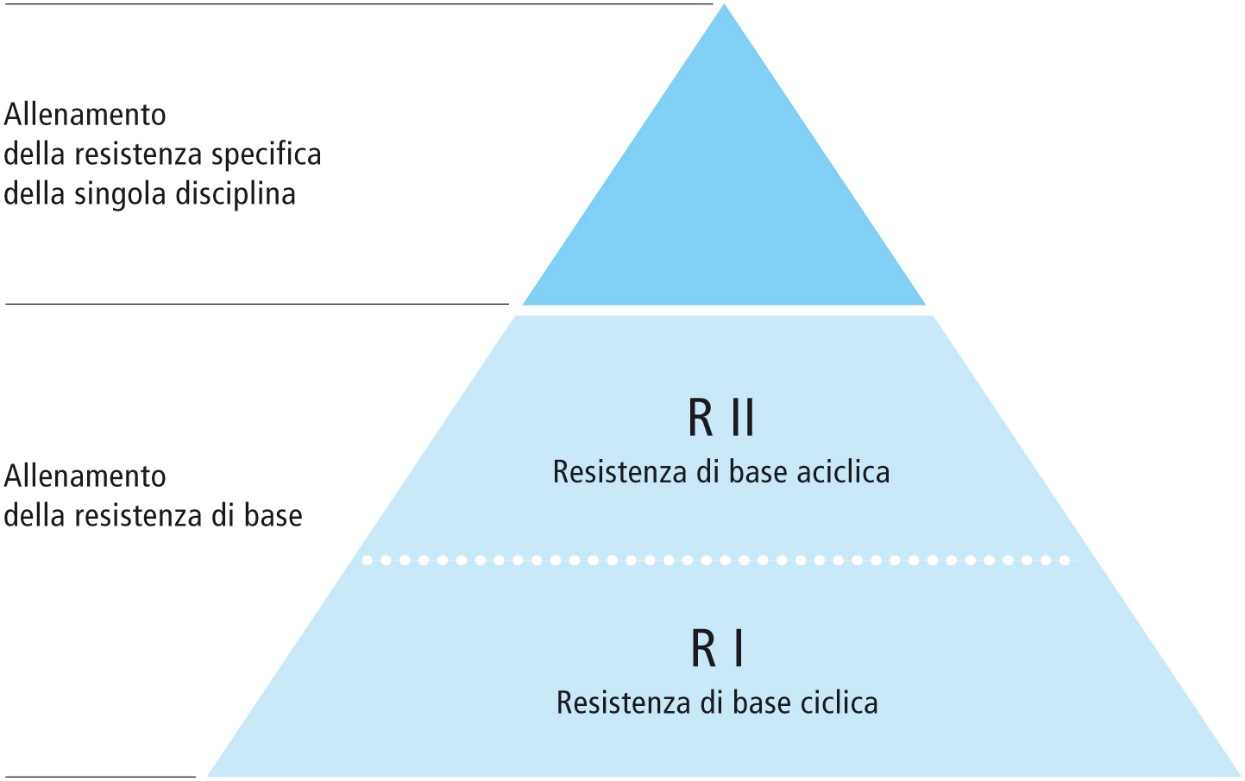 Allenamento
della resistenza specifica
della singola disciplina
R II
Resistenza di base aciclica
Allenamento
della resistenza di base
R I
Resistenza di base ciclica